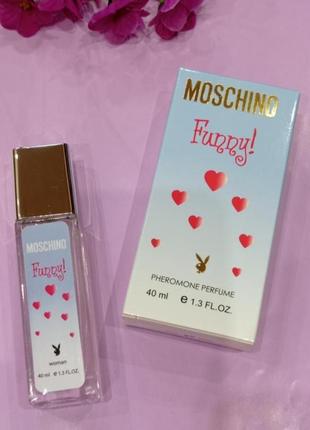 MOSCHINO
Funny!
woman
40 ml e 1.3 FL.OZ.
MOSCHINO
Funny!
PHEROMONE PERFUME
40 ml e 1.3 FL.OZ.